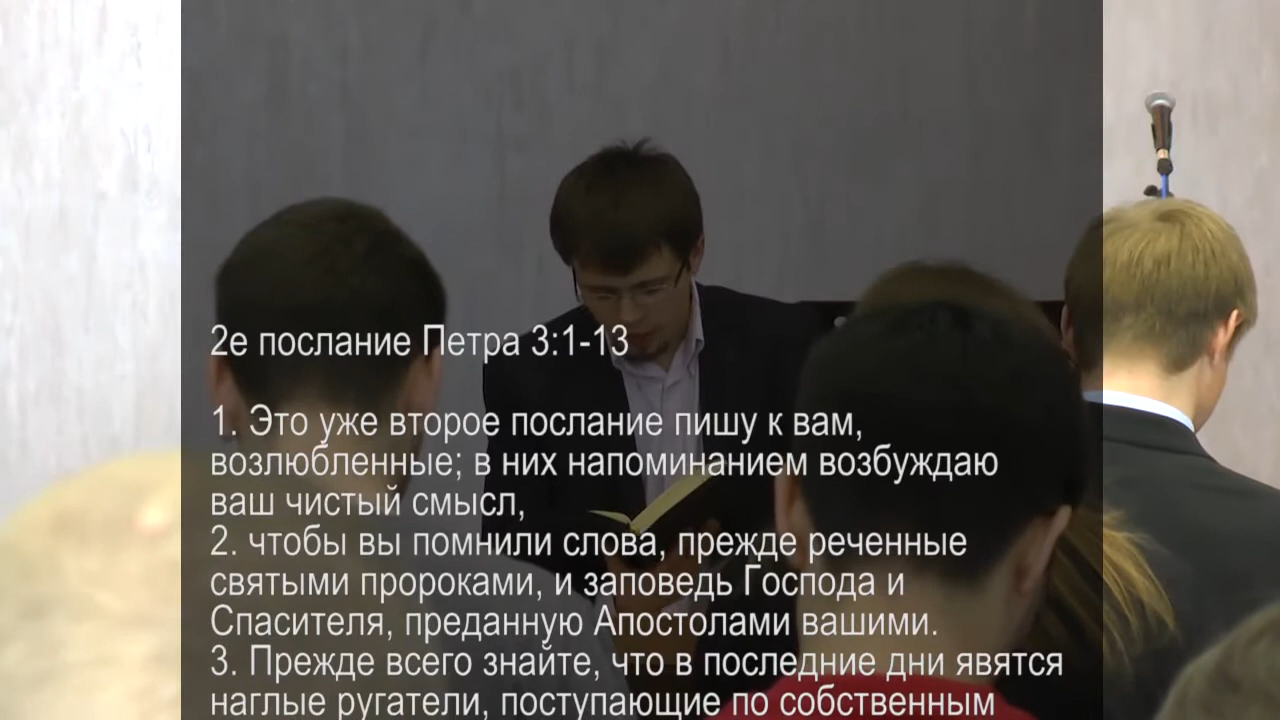 2е послание Петра 3:1-13
1. Это уже второе послание пишу к вам,
возлюбленные; в них напоминанием возбуждаю
ваш чистый смысл,
2. чтобы вы помнили слова, прежде реченные
святыми пророками, и заповедь Господа и
Спасителя, преданную Апостолами вашими.
3. Прежде всего знайте, что в последние дни явятся
наглые ругатели, поступающие по собственным